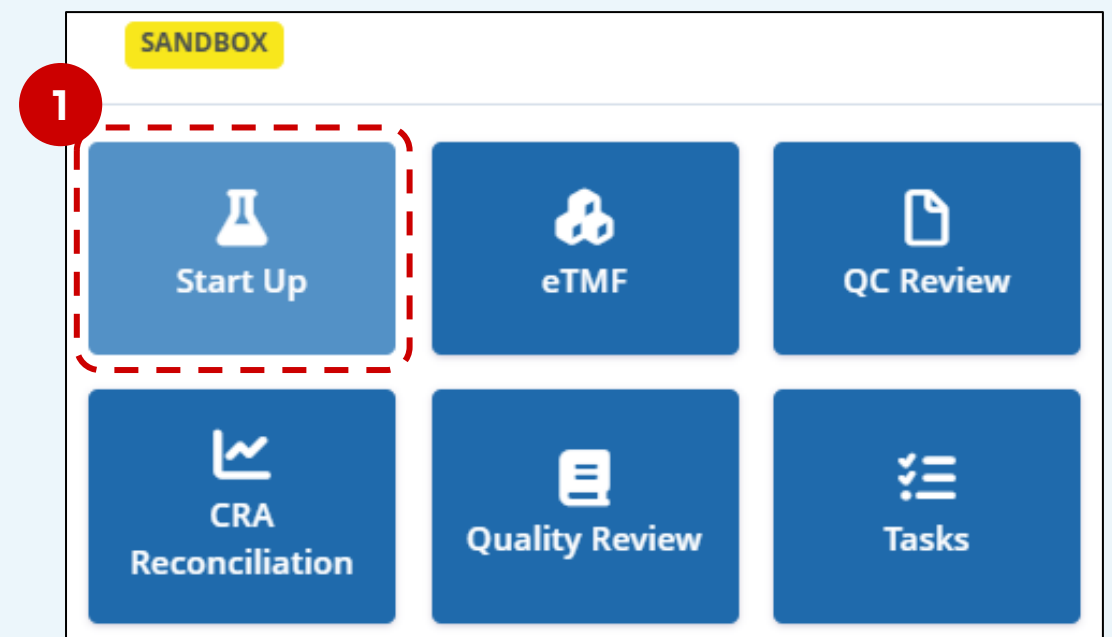 SANDBOX
1
Start Up
eTMF
QC Review
CRA
Reconciliation
Quality Review
Tasks